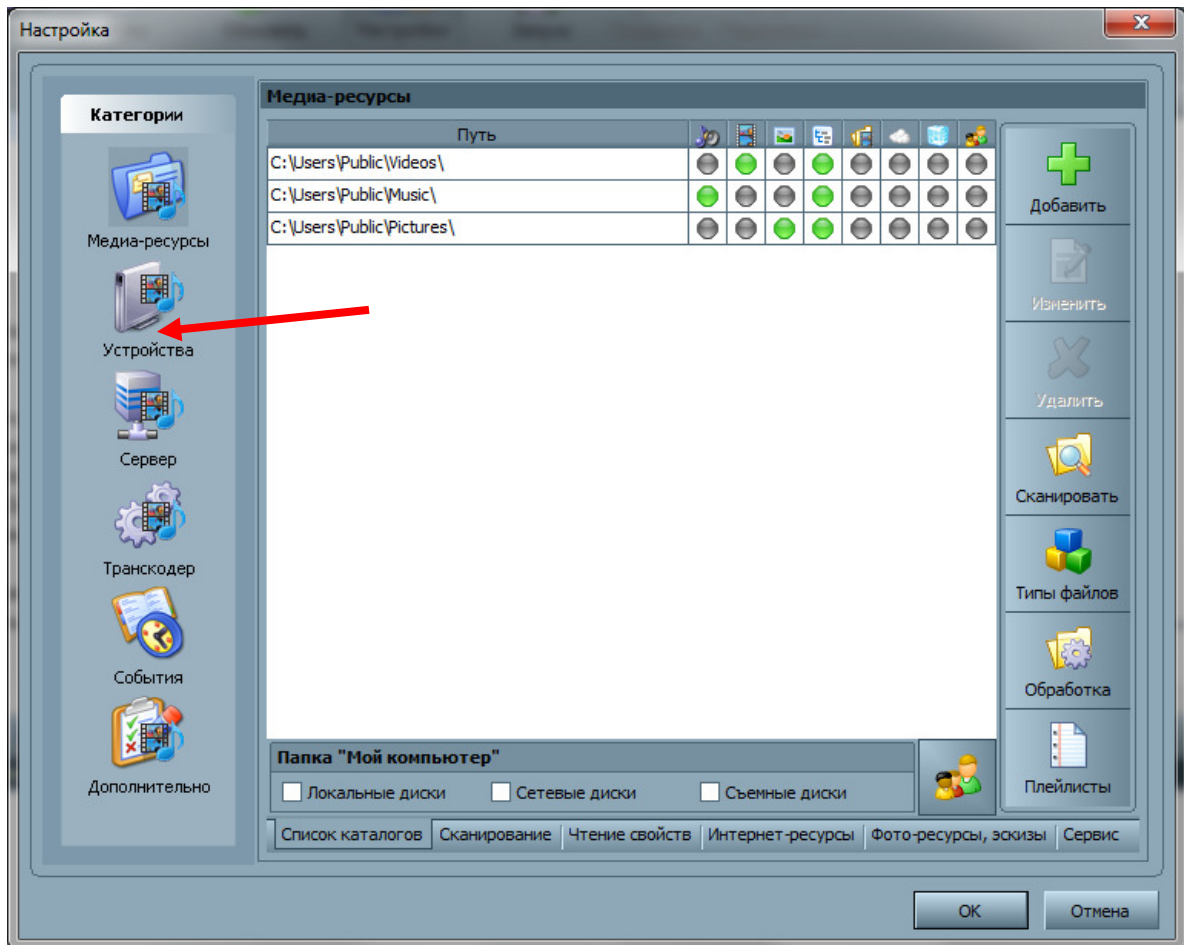 Настройка
Категории
Медиа-ресурсы
Устройства
Сервер
Транскодер
События
Дополнительно
Медиа-ресурсы
Путь
C:\Users\Public\Videos\
C:\Users\Public\Music\
C:\Users\Public\Pictures\
Папка "Мой компьютер"
Локальные диски Сетевые диски Съемные диски
Список каталогов Сканирование Чтение свойств Интернет-ресурсы Фото-ресурсы, эскизы Сервис
Добавить
Изменить
Удалить
Сканировать
Типы файлов
Обработка
Плейлисты
OK Отмена